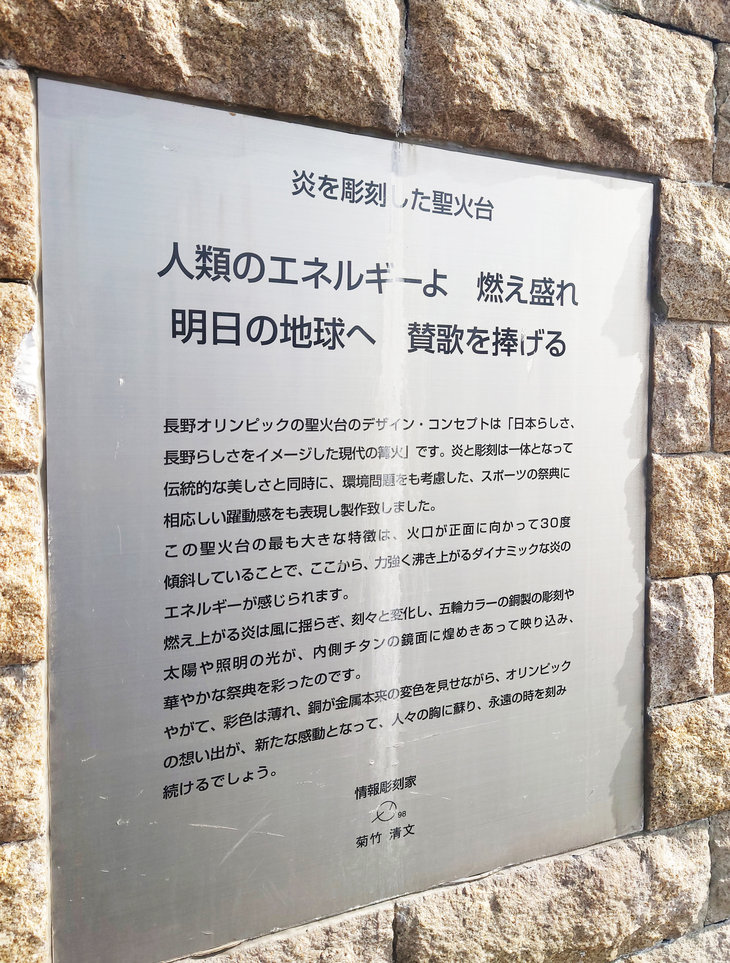 炎を彫刻した聖火台
人類のエネルギーよ　燃え盛れ
明日の地球へ　賛歌を捧げる
長野オリンピックの聖火台のデザイン・コンセプトは「日本らしさ、
長野らしさをイメージした現代の篝火」です。炎と彫刻は一体となって
伝統的な美しさと同時に、環境問題をも考慮した、スポーツの祭典に
相応しい躍動感をも表現し製作致しました。
この聖火台の最も大きな特徴は、火口が正面に向かって30度
傾斜していることで、ここから、力強く沸き上がるダイナミックな炎の
エネルギーが感じられます。
燃え上がる炎は風に揺らぎ、刻々と変化し、五輪カラーの銅製の彫刻や
太陽や照明の光が、内側チタンの鏡面に煌めきあって映り込み、
華やかな祭典を彩ったのです。
やがて、彩色は薄れ、銅が金属本来の変色を見せながら、オリンピック
の想い出が、新たな感動となって、人々の胸に蘇り、永遠の時を刻み
続けるでしょう。
情報彫刻家
98
菊竹 清文